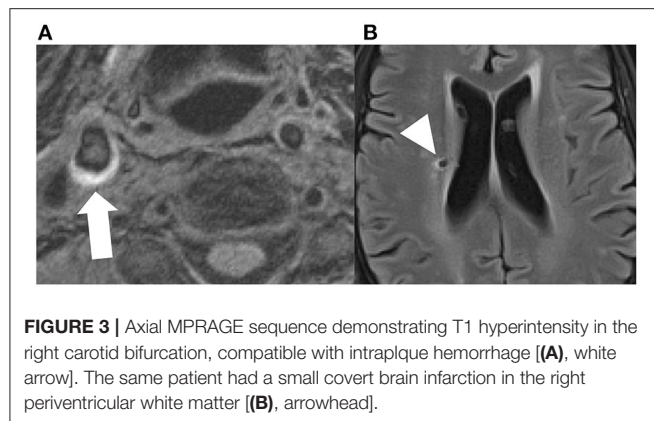 A
B
FIGURE 3 | Axial MPRAGE sequence demonstrating T1 hyperintensity in the
right carotid bifurcation, compatible with intraplque hemorrhage [(A), white
arrow]. The same patient had a small covert brain infarction in the right
periventricular white matter [(B), arrowhead].